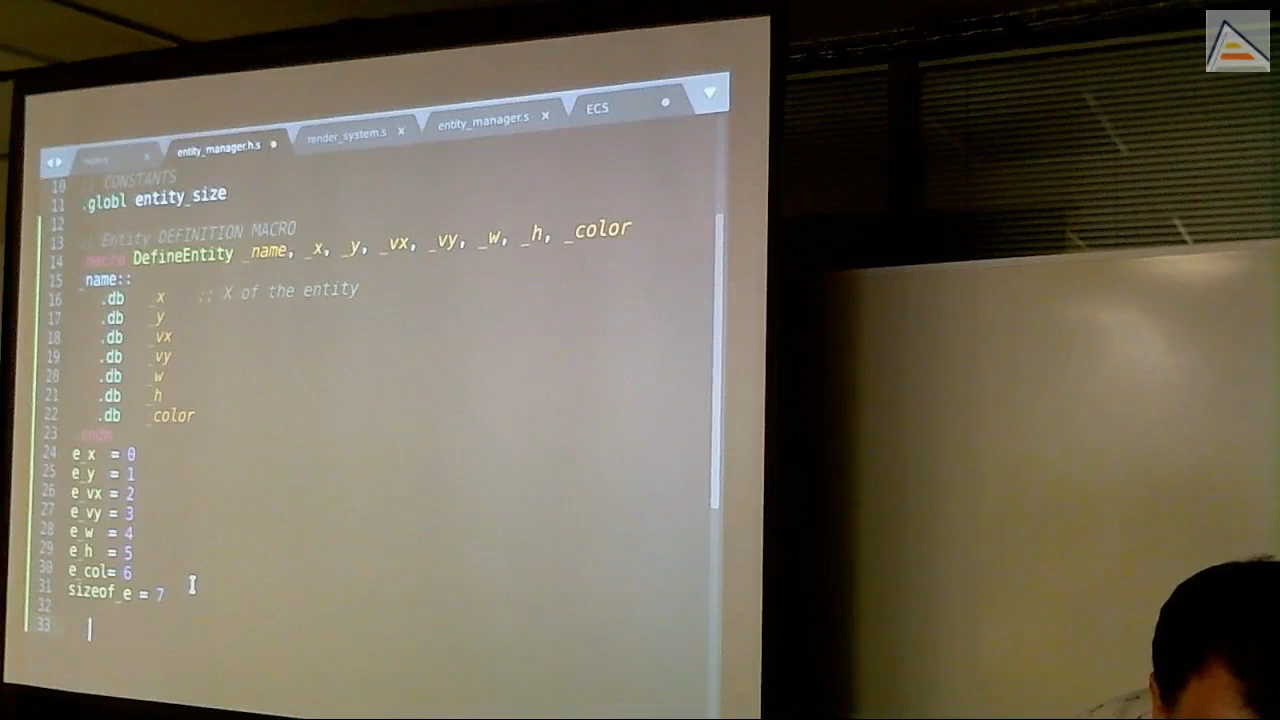 main.s × entity_manager.h.s render_system.s × entity_manager.s × ECS
10 ;; CONSTANTS
11 .globl entity_size
12
13 ;; Entity DEFINITION MACRO
14 .macro DefineEntity _name, _x, _y, _vx, _vy, _w, _h, _color
15 _name::
16 .db _x ;; X of the entity
17 .db _y
18 .db _vx
19 .db _vy
20 .db _w
21 .db _h
22 .db _color
23 .endm
24 e_x = 0
25 e_y = 1
26 e_vx = 2
27 e_vy = 3
28 e_w = 4
29 e_h = 5
30 e_col= 6
31 sizeof_e = 7
32
33